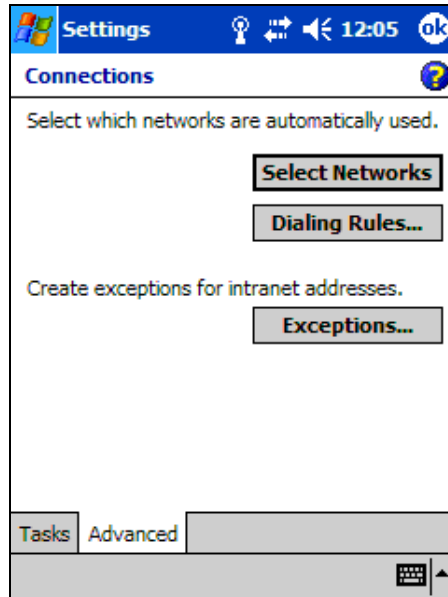 Settings 12:05 ok
Connections ?
Select which networks are automatically used.
Select Networks
Dialing Rules...
Create exceptions for intranet addresses.
Exceptions...
Tasks Advanced